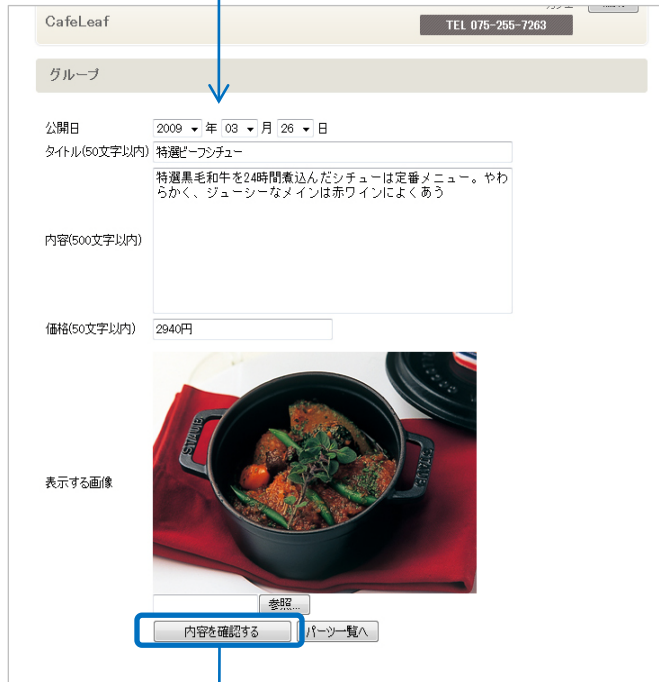 CafeLeaf
TEL 075-255-7263
グループ
公開日 2009 年 03 月 26 日
タイトル(50文字以内) 特選ビーフシチュー
特選黒毛和牛を24時間煮込んだシチューは定番メニュー。やわ
らかく、ジューシーなメインは赤ワインによくあう
内容(500文字以内)
価格(50文字以内) 2940円
表示する画像
STAUB
参照...
内容を確認する パーツ一覧へ